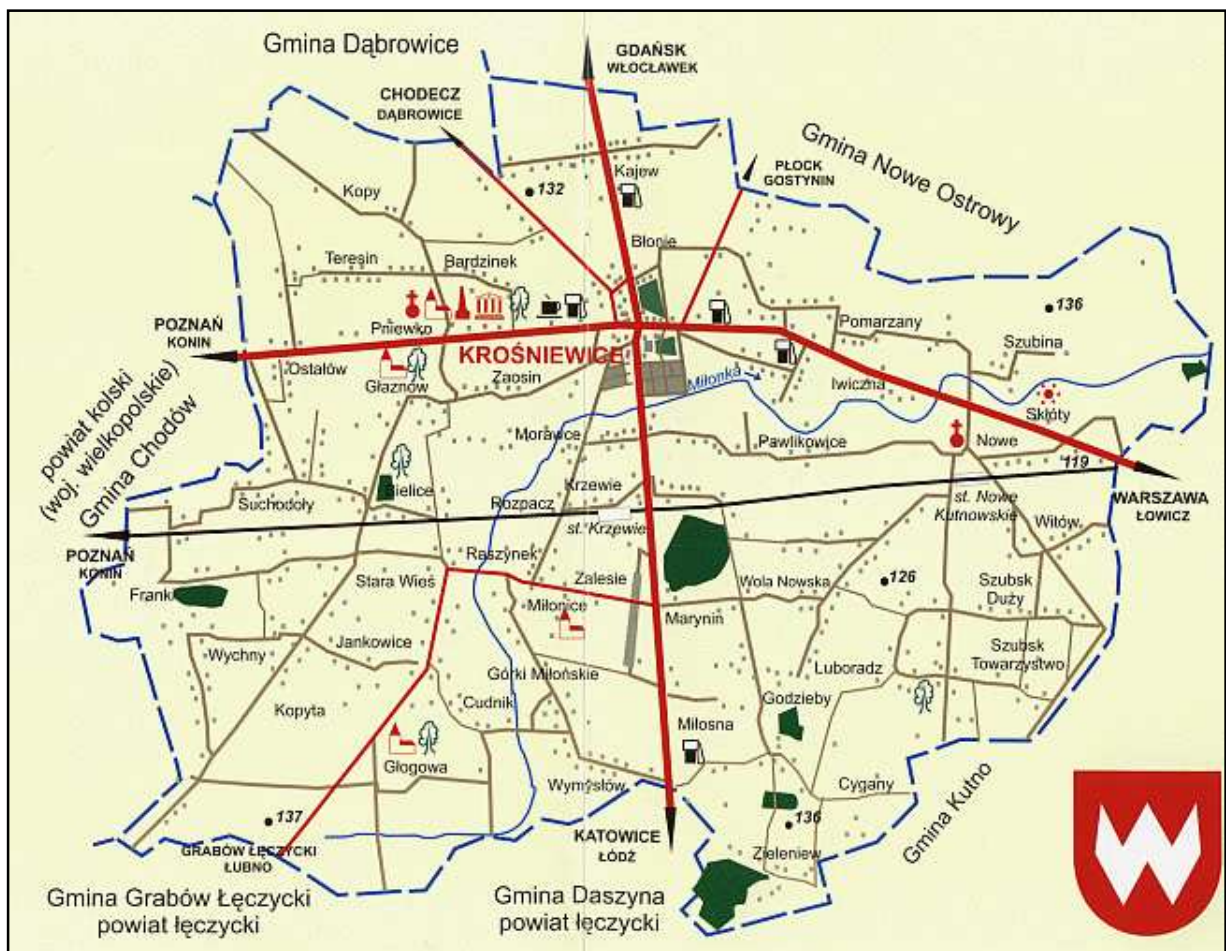 Gmina Dąbrowice
GDAŃSK
WŁOCŁAWEK
CHODECZ
DĄBROWICE
PŁOCK
GOSTYNIN
Gmina Nowe Ostrowy
Kajew
132
Kopy
Błonie
Teresin
Bardzinek
136
POZNAŃ
KONIN
Pniewko
Pomarzany
Szubina
KROŚNIEWICE
Ostałów
Głaznów
Zaosin
Miłonka
Iwiczna
Skłóty
powiat kolski
(woj. wielkopolskie)
Gmina Chodów
Morawce
Pawlikowice
Nowe
119
Bielice
Krzewie
Suchodoły
Rozpacz
st. Krzewie
st. Nowe
Kutnowskie
Witów
WARSZAWA
ŁOWICZ
POZNAŃ
KONIN
Raszynek
Franki
Stara Wieś
Zalesie
Wola Nowska
126
Szubsk
Duży
Miłonice
Marynin
Jankowice
Wychny
Szubsk
Towarzystwo
Górki Miłońskie
Luboradz
Kopyta
Cudnik
Godzieby
Miłosna
Głogowa
Wymysłów
Cygany
Gmina Kutno
137
136
KATOWICE
ŁÓDŹ
Zieleniew
GRABÓW ŁĘCZYCKI
ŁUBNO
Gmina Grabów Łęczycki
powiat łęczycki
Gmina Daszyna
powiat łęczycki